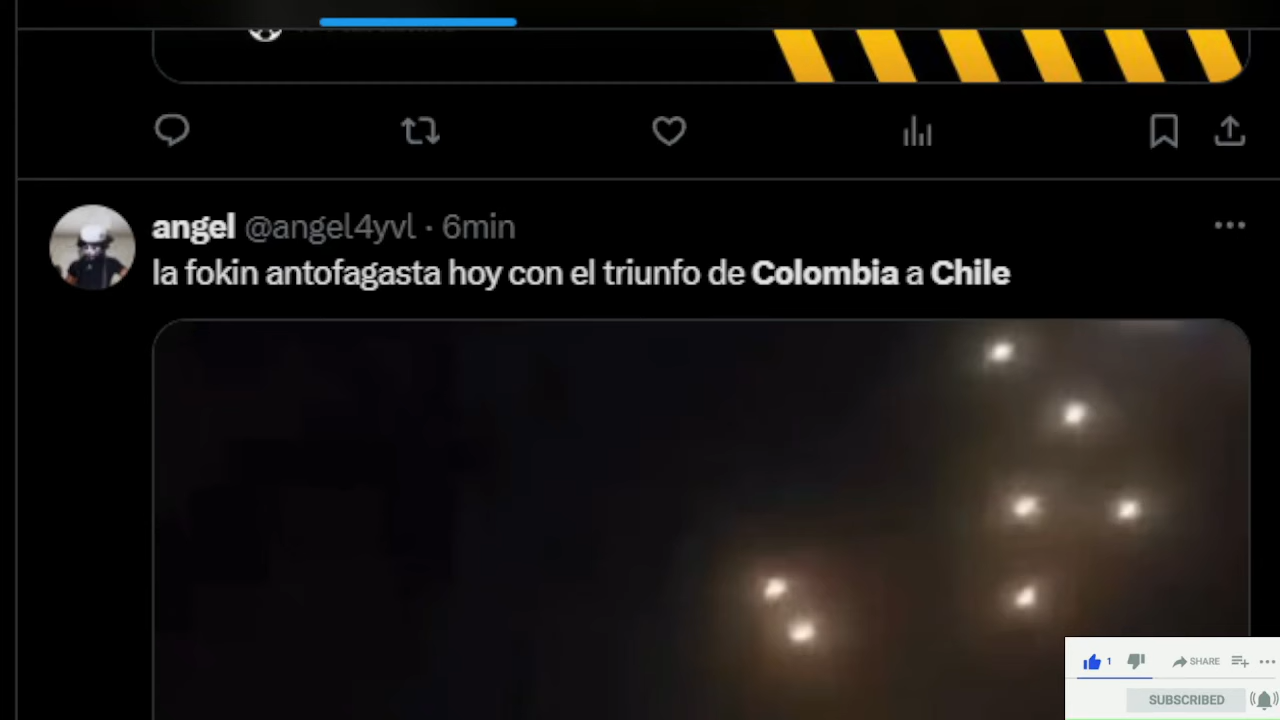 angel @angel4yvl · 6min
la fokin antofagasta hoy con el triunfo de Colombia a Chile
1 SHARE
SUBSCRIBED